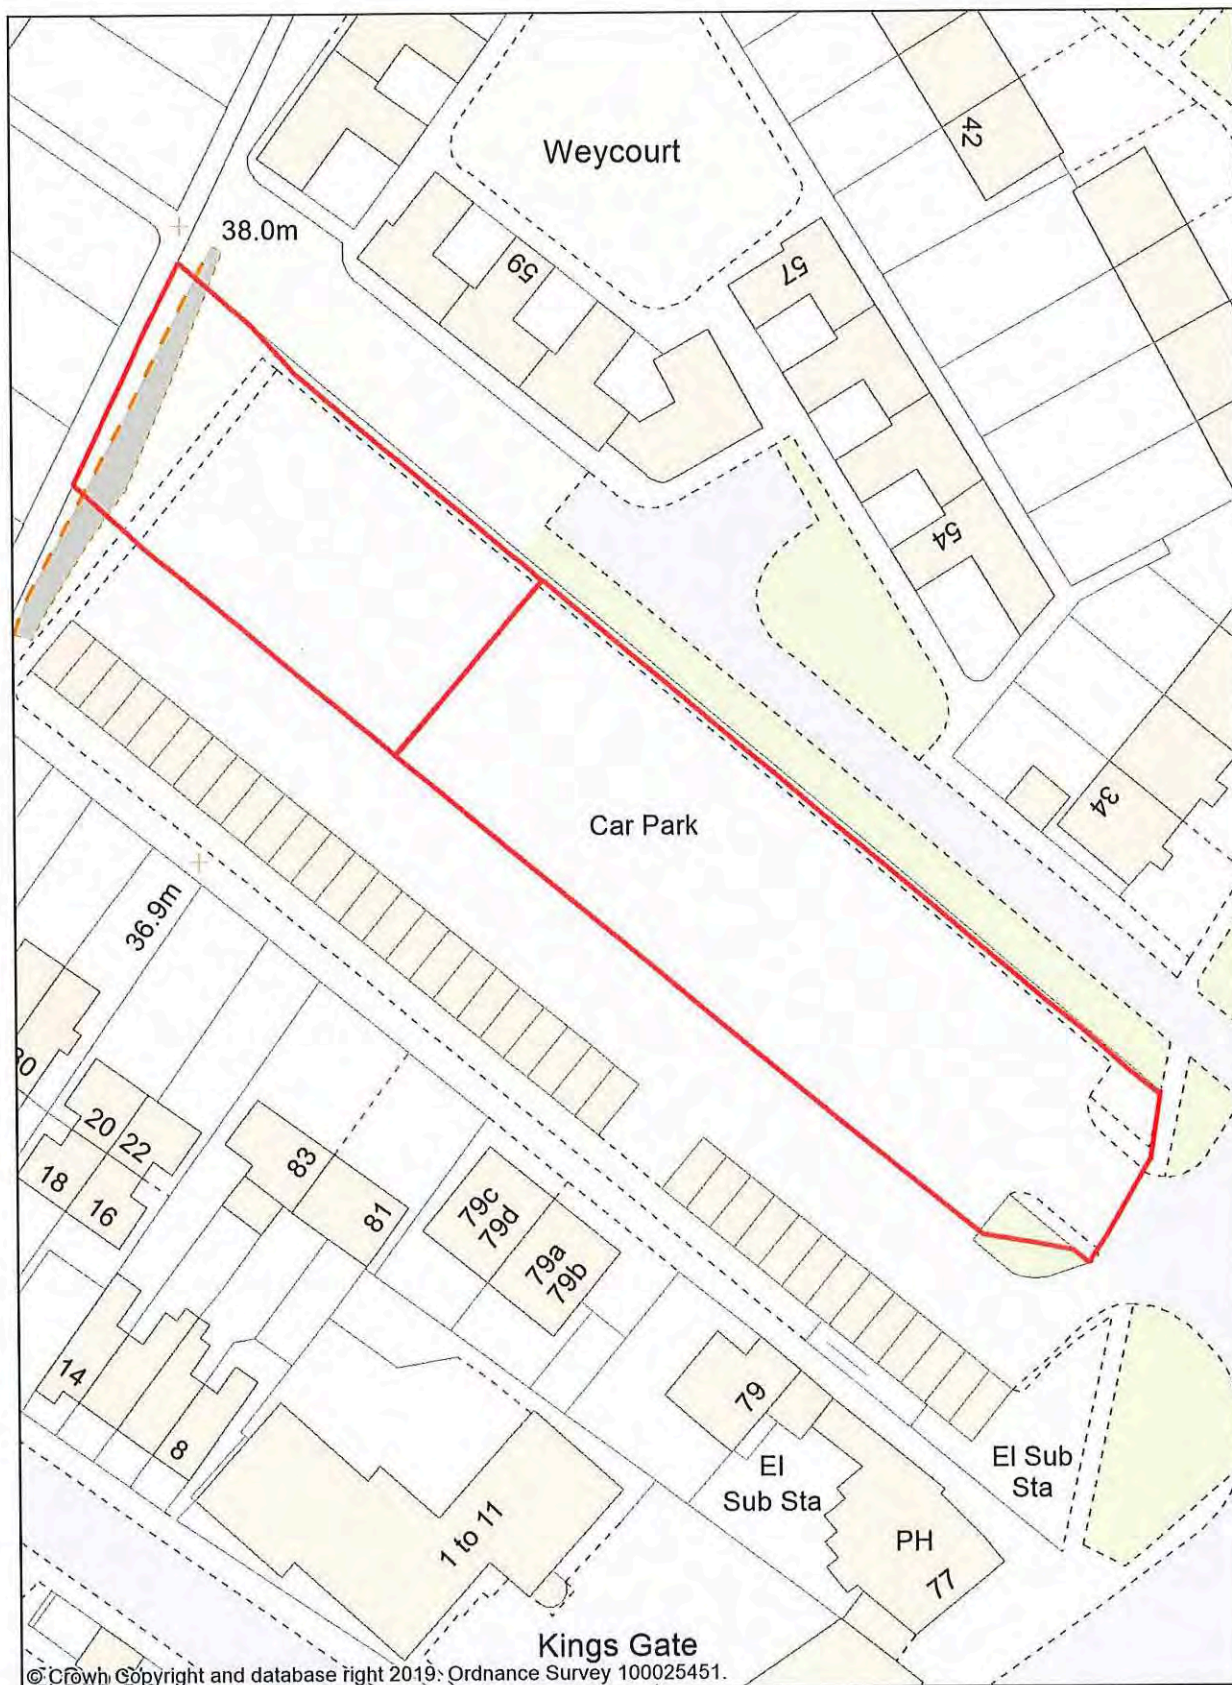 42
Weycourt
38.0m
59
57
54
34
Car Park
36.9m
20
22
18
16
83
81
79c
79d
79a
79b
14
8
79
El
Sub Sta
El Sub
Sta
1 to 11
PH
77
Kings Gate
© Crown Copyright and database right 2019. Ordnance Survey 100025451.